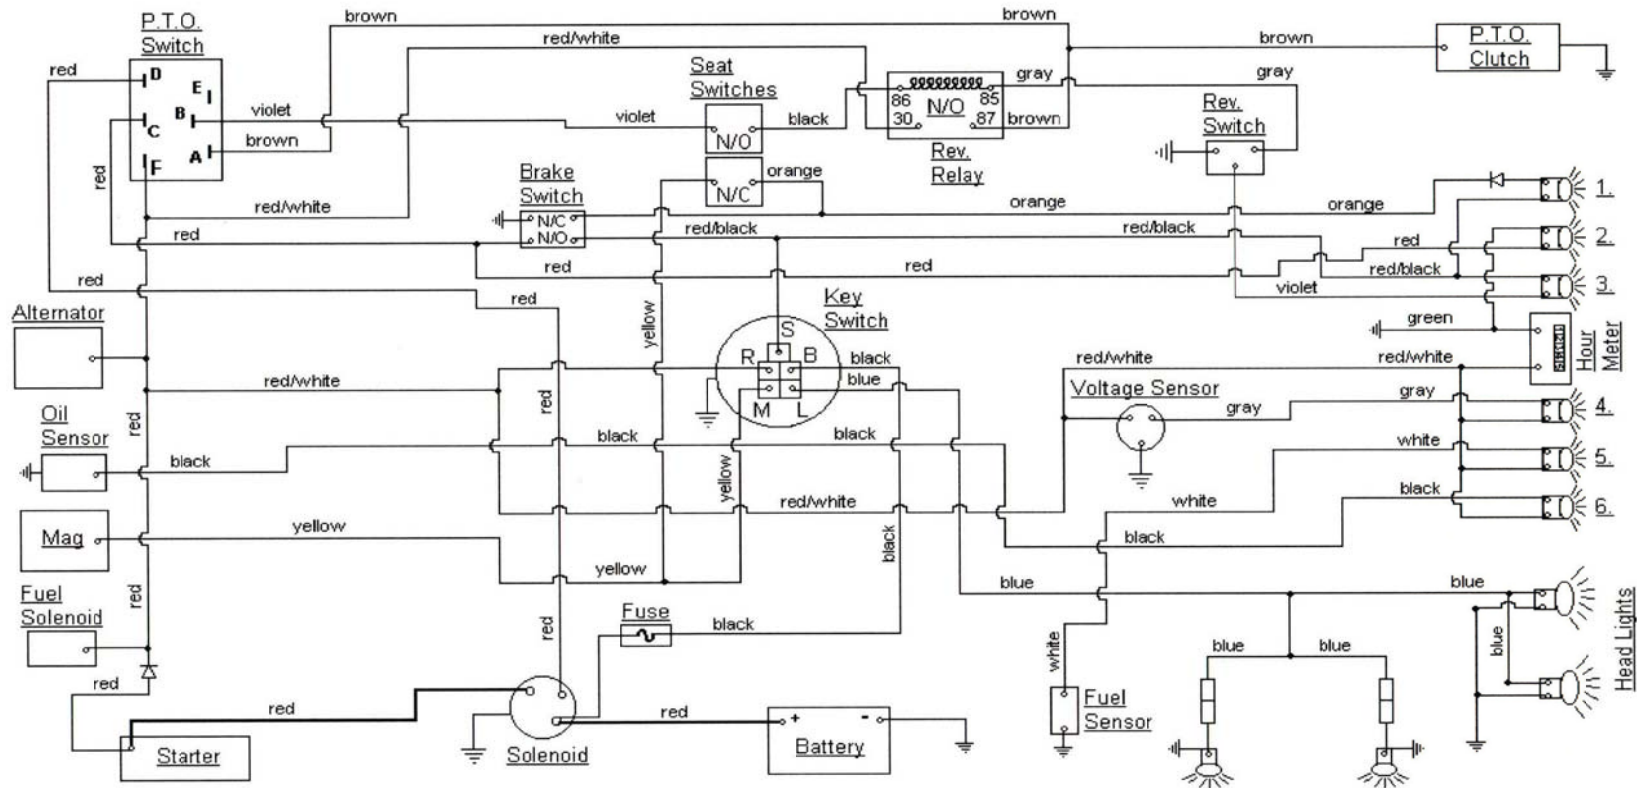 brown
brown
P.T.O.
Switch
red/white
brown
P.T.O.
Clutch
red
D
E
Seat
Switches
gray
gray
86
85
N/O
30
87
Rev.
Switch
violet
B
violet
black
brown
C
brown
A
N/O
Rev.
Relay
red
F
Brake
Switch
N/C
orange
1.
red/white
N/C
orange
orange
red
N/O
red/black
red/black
red
2.
red
red
red/black
red
red
violet
3.
Alternator
yellow
Key
Switch
green
Hour
Meter
S
R
B
black
red/white
red/white
red/white
blue
Voltage Sensor
M
L
gray
gray
4.
Oil
Sensor
red
red
black
black
white
5.
black
yellow
red/white
white
black
6.
Mag
yellow
black
black
yellow
blue
blue
Fuel
Solenoid
red
Fuse
black
red
white
blue
blue
blue
Head Lights
red
red
red
Fuel
Sensor
+
-
Starter
Solenoid
Battery